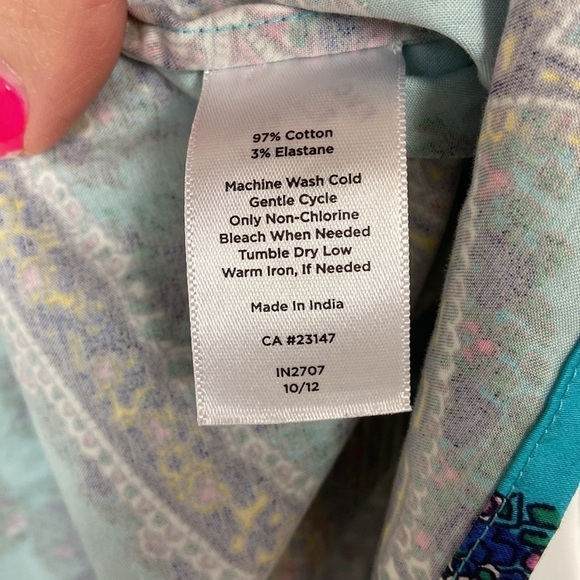 97% Cotton
3% Elastane
Machine Wash Cold
Gentle Cycle
Only Non-Chlorine
Bleach When Needed
Tumble Dry Low
Warm Iron, If Needed
Made In India
CA #23147
IN2707
10/12